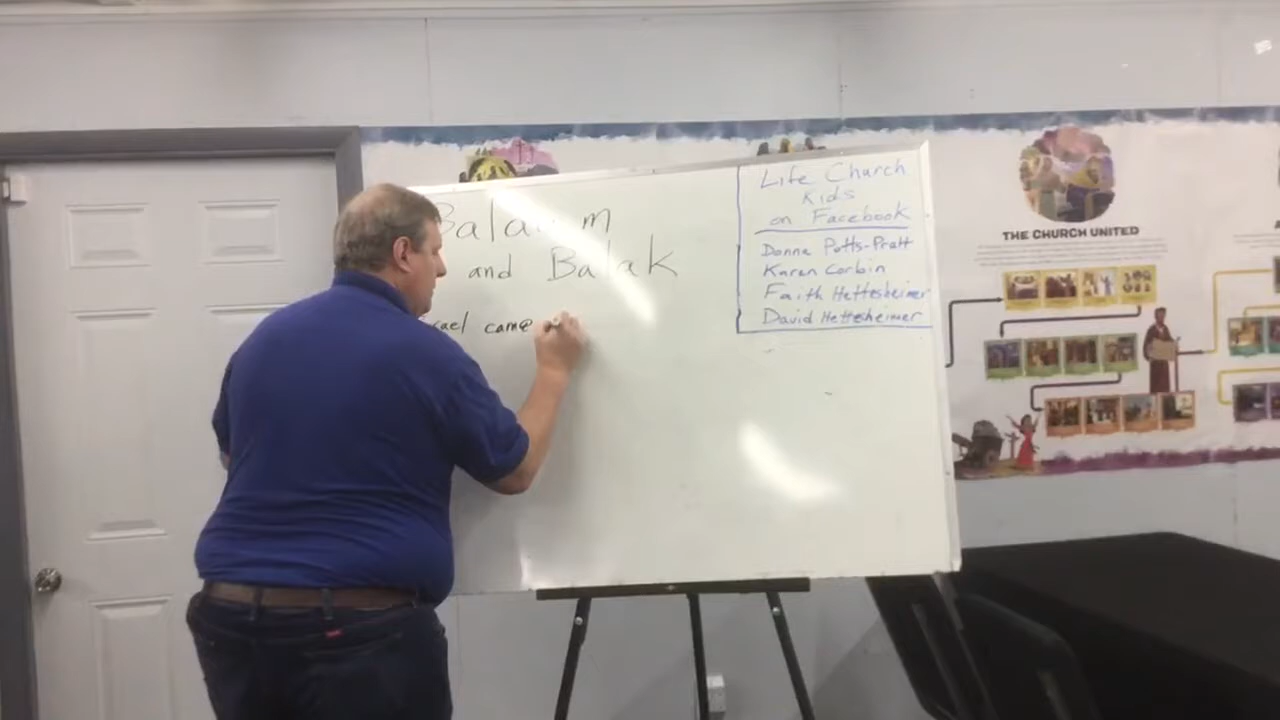 Balaam
and Balak
came
Life Church
Kids
on Facebook
Donna Potts-Pratt
Karen Corbin
Faith Hettesheimer
David Hettesheimer
THE CHURCH UNITED